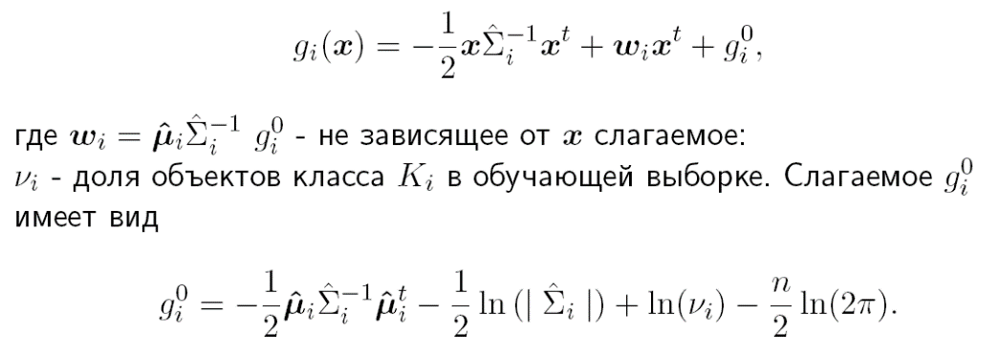 $g_i(\boldsymbol{x}) = -\frac{1}{2}\boldsymbol{x}\hat{\Sigma}_i^{-1}\boldsymbol{x}^t + \boldsymbol{w}_i\boldsymbol{x}^t + g_i^0,$
где $\boldsymbol{w}_i = \hat{\boldsymbol{\mu}}_i\hat{\Sigma}_i^{-1}$ $g_i^0$ - не зависящее от $\boldsymbol{x}$ слагаемое:
$\nu_i$ - доля объектов класса $K_i$ в обучающей выборке. Слагаемое $g_i^0$
имеет вид
$g_i^0 = -\frac{1}{2}\hat{\boldsymbol{\mu}}_i\hat{\Sigma}_i^{-1}\hat{\boldsymbol{\mu}}_i^t - \frac{1}{2}\ln(|\hat{\Sigma}_i|) + \ln(\nu_i) - \frac{n}{2}\ln(2\pi).$